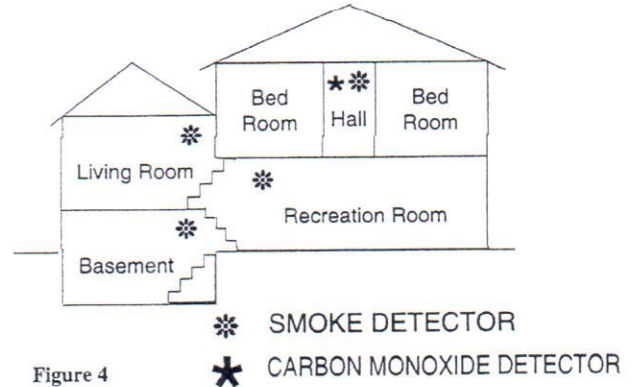 Bed
Room
Hall
Bed
Room
Living Room
Recreation Room
Basement
SMOKE DETECTOR
CARBON MONOXIDE DETECTOR
Figure 4